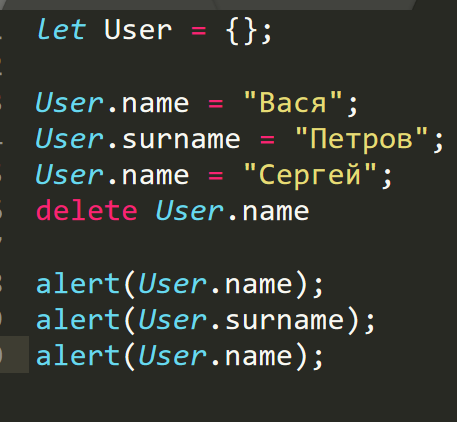 let User = {};
User.name = "Вася";
User.surname = "Петров";
User.name = "Сергей";
delete User.name
alert(User.name);
alert(User.surname);
alert(User.name);